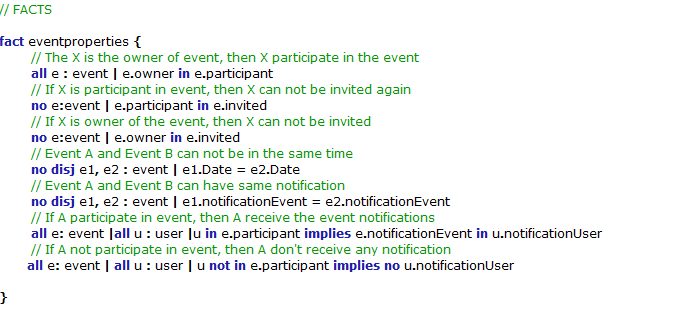 // FACTS
fact eventproperties {
// The X is the owner of event, then X participate in the event
all e : event | e.owner in e.participant
// If X is participant in event, then X can not be invited again
no e:event | e.participant in e.invited
// If X is owner of the event, then X can not be invited
no e:event | e.owner in e.invited
// Event A and Event B can not be in the same time
no disj e1, e2 : event | e1.Date = e2.Date
// Event A and Event B can have same notification
no disj e1, e2 : event | e1.notificationEvent = e2.notificationEvent
// If A participate in event, then A receive the event notifications
all e: event |all u : user |u in e.participant implies e.notificationEvent in u.notificationUser
// If A not participate in event, then A don't receive any notification
all e: event | all u : user | u not in e.participant implies no u.notificationUser
}